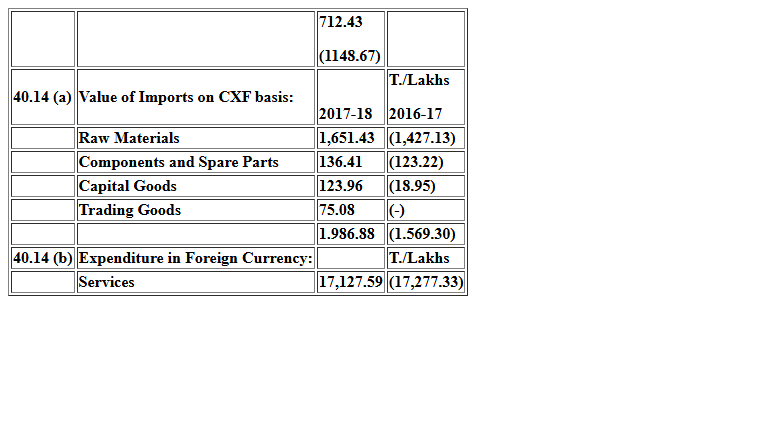 712.43
(1148.67)
40.14 (a) Value of Imports on CXF basis: 2017-18 T./Lakhs 2016-17
Raw Materials 1,651.43 (1,427.13)
Components and Spare Parts 136.41 (123.22)
Capital Goods 123.96 (18.95)
Trading Goods 75.08 (-)
1.986.88 (1.569.30)
40.14 (b) Expenditure in Foreign Currency: T./Lakhs
Services 17,127.59 (17,277.33)